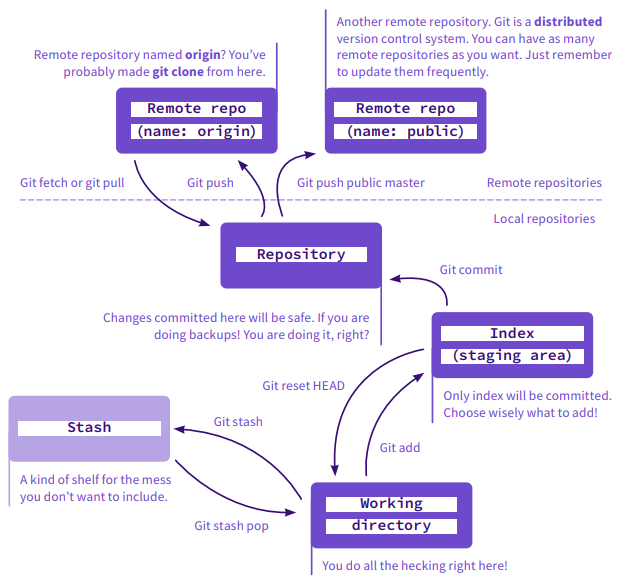 Another remote repository. Git is a distributed
version control system. You can have as many
remote repositories as you want. Just remember
to update them frequently.
Remote repository named origin? You’ve
probably made git clone from here.
Remote repo
(name: origin)
Remote repo
(name: public)
Git fetch or git pull
Git push
Git push public master
Remote repositories
Local repositories
Repository
Git commit
Changes committed here will be safe. If you are
doing backups! You are doing it, right?
Index
(staging area)
Git reset HEAD
Only index will be committed.
Choose wisely what to add!
Stash
Git stash
Git add
A kind of shelf for the mess
you don’t want to include.
Git stash pop
Working
directory
You do all the hecking right here!